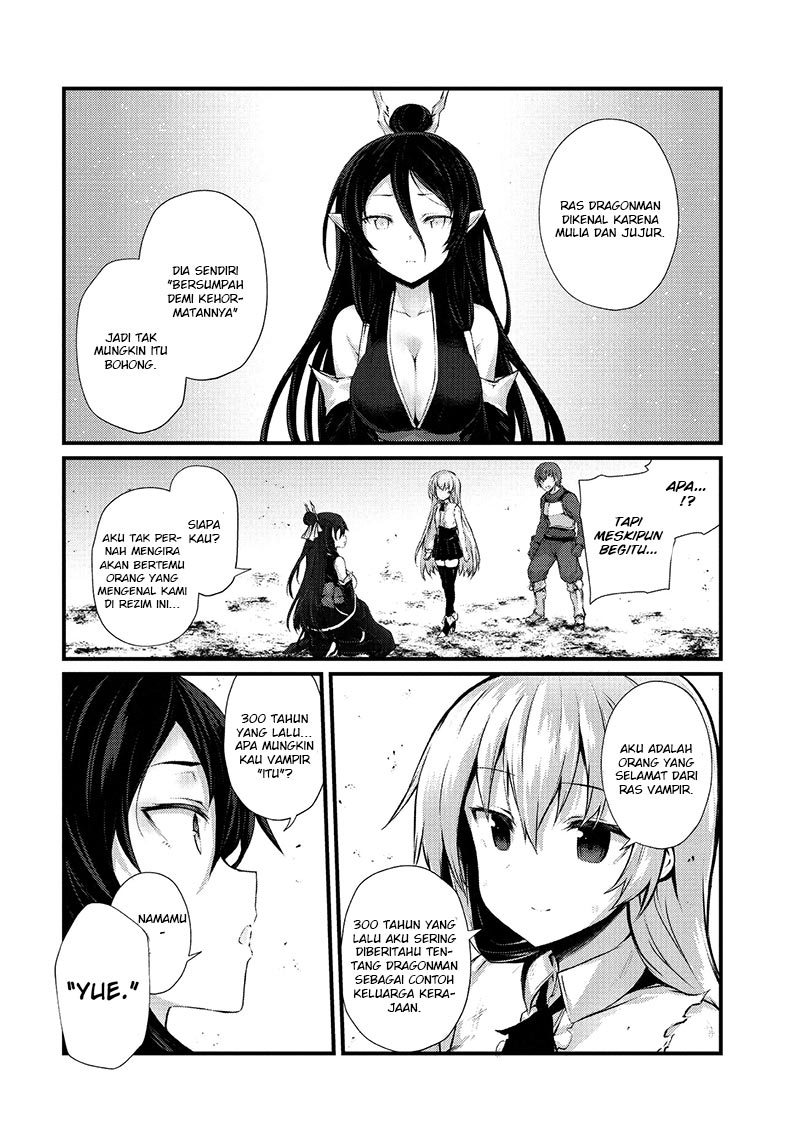 RAS DRAGONMAN
DIKENAL KARENA
MULIA DAN JUJUR.
DIA SENDIRI
"BERSUMPAH
DEMI KEHOR-
MATANNYA"
JADI TAK
MUNGKIN ITU
BOHONG.
APA...
!?
TAPI
MESKIPUN
BEGITU...
SIAPA
KAU?
AKU TAK PER-
NAH MENGIRA
AKAN BERTEMU
ORANG YANG
MENGENAL KAMI
DI REZIM INI...
AKU ADALAH
ORANG YANG
SELAMAT DARI
RAS VAMPIR.
300 TAHUN YANG
LALU AKU SERING
DIBERITAHU TEN-
TANG DRAGONMAN
SEBAGAI CONTOH
KELUARGA KERA-
JAAN.
300 TAHUN
YANG LALU...
APA MUNGKIN
KAU VAMPIR
"ITU"?
NAMAMU
-
"YUE."